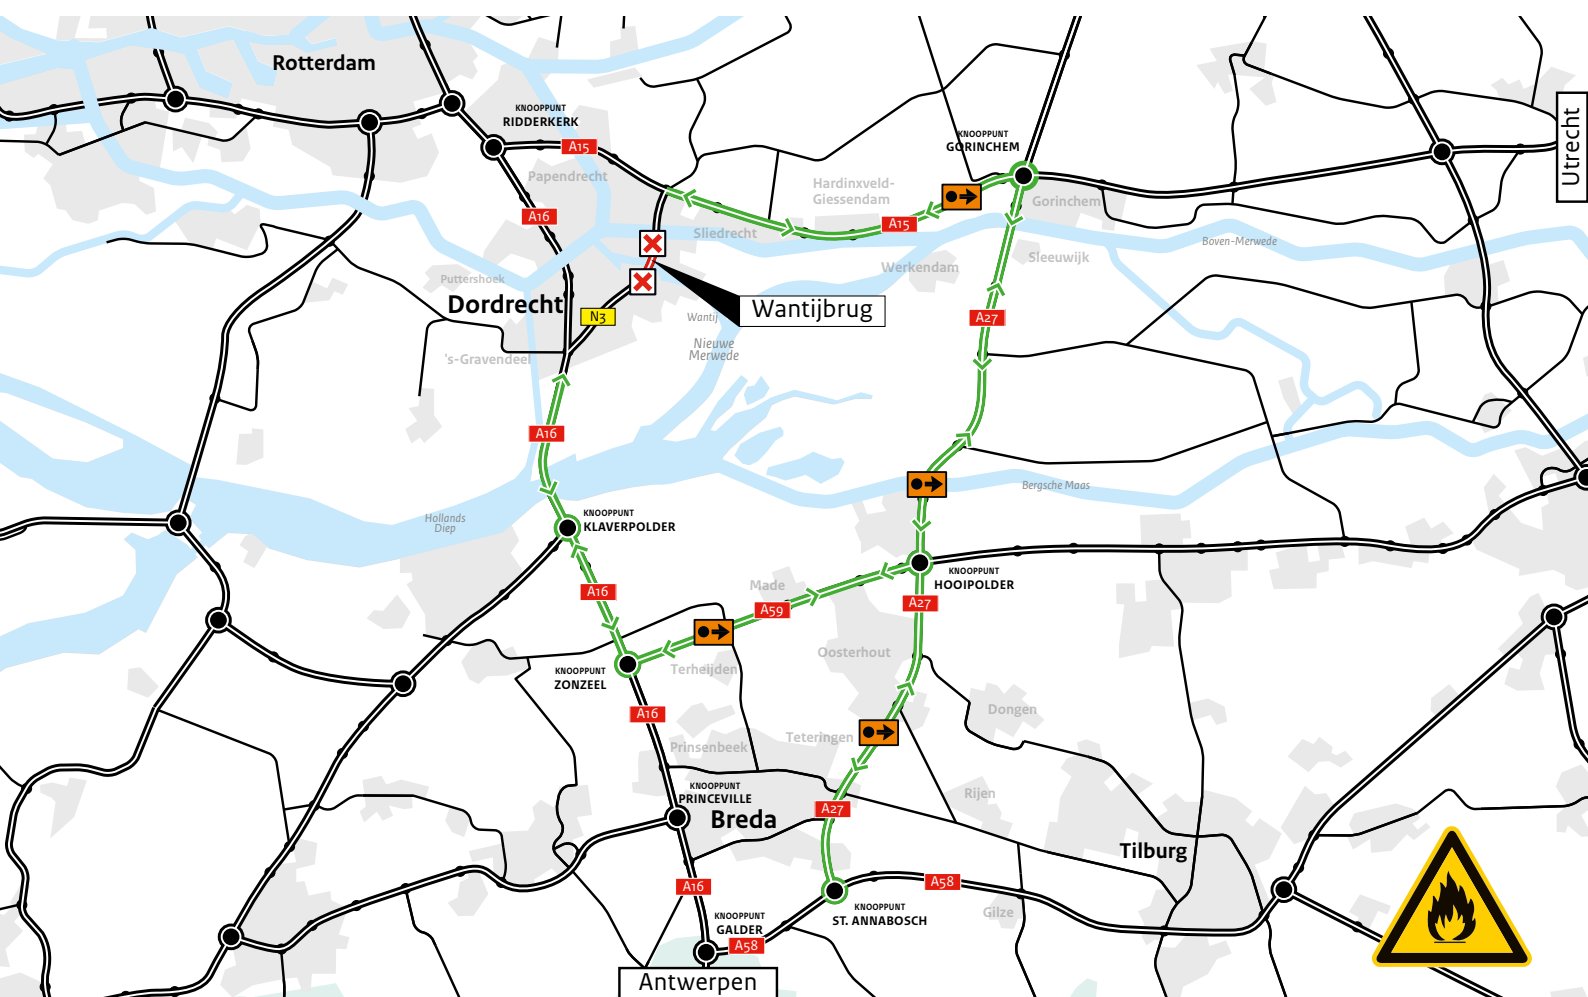 Rotterdam
KNOOPPUNT
RIDDERKERK
A15
Papendrecht
A16
KNOOPPUNT
GORINCHEM
Utrecht
Hardinxveld-
Giessendam
Gorinchem
A15
Sliedrecht
Boven-Merwede
Sleeuwijk
Werkendam
Puttershoek
Dordrecht
N3
Wantij
Wantijbrug
A27
Nieuwe
Merwede
's-Gravendeel
A16
Bergsche Maas
Hollands
Diep
KNOOPPUNT
KLAVERPOLDER
KNOOPPUNT
HOOIPOLDER
A16
Made
A59
A27
Oosterhout
KNOOPPUNT
ZONZEEL
Terheijden
A16
Dongen
Teteringen
Prinsenbeek
KNOOPPUNT
PRINCEVILLE
Breda
A27
Rijen
Tilburg
A16
A58
KNOOPPUNT
ST. ANNABOSCH
Gilze
KNOOPPUNT
GALDER
A58
Antwerpen